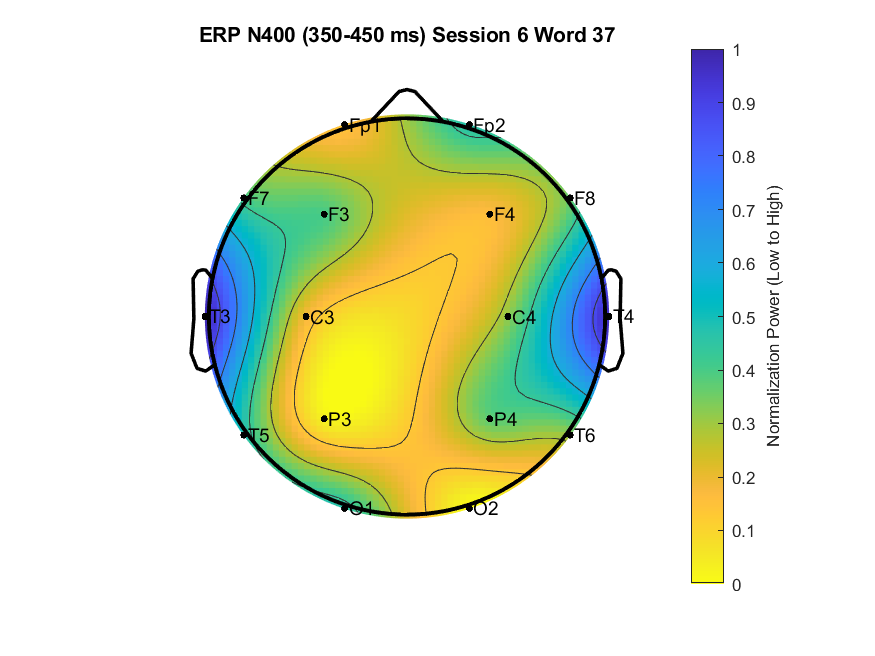 ERP N400 (350-450 ms) Session 6 Word 37
Fp1 Fp2
F7 F8
F3 F4
T3 C3 C4 T4
P3 P4
T5 T6
O1 O2
1
0.9
0.8
0.7
0.6
0.5
0.4
0.3
0.2
0.1
0
Normalization Power (Low to High)